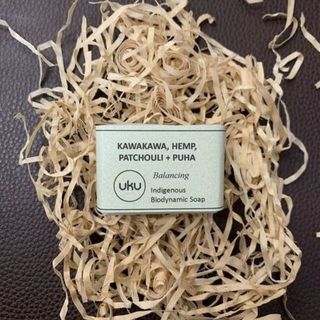 KAWAKAWA, HEMP,
PATCHOULI + PUHA
Balancing
uku
Indigenous
Biodynamic Soap